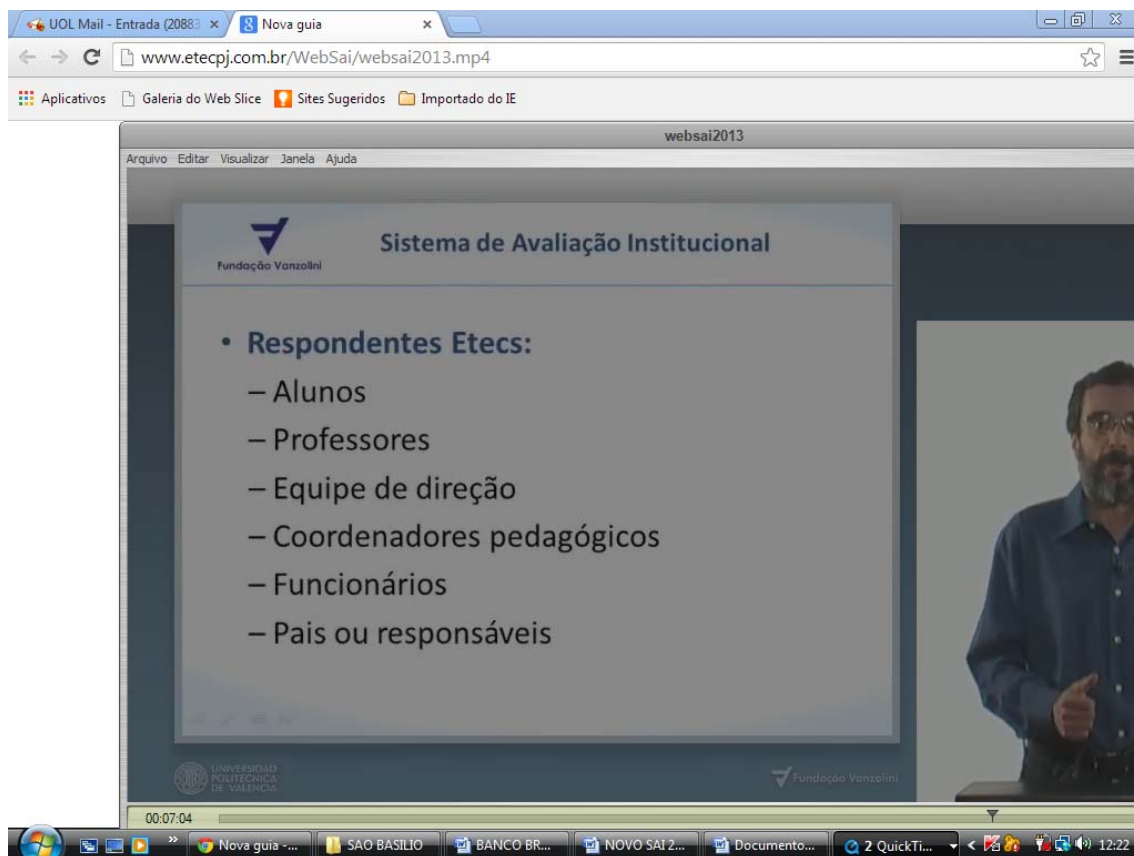 UOL Mail - Entrada (20883
Nova guia
www.etecpj.com.br/WebSai/websai2013.mp4
Aplicativos Galeria do Web Slice Sites Sugeridos Importado do IE
websai2013
Arquivo Editar Visualizar Janela Ajuda
Fundação Vanzolini
Sistema de Avaliação Institucional
• Respondentes Etecs:
– Alunos
– Professores
– Equipe de direção
– Coordenadores pedagógicos
– Funcionários
– Pais ou responsáveis
UNIVERSIDAD
POLITECNICA
DE VALENCIA
Fundação Vanzolini
00:07:04
Nova guia -... SAO BASILIO BANCO BR... NOVO SAI 2... Documento... 2 QuickTi... 12:22